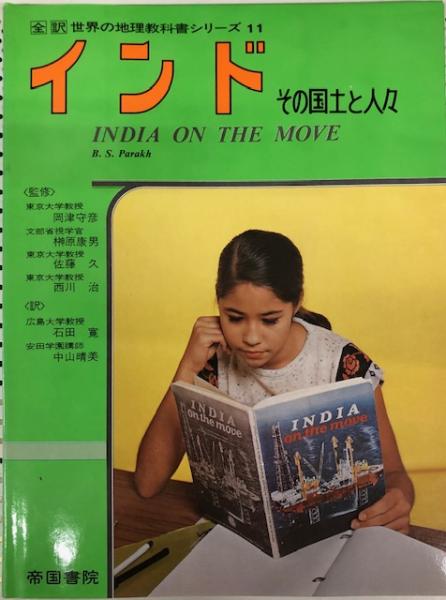 全訳 世界の地理教科書シリーズ 11
インド その国土と人々
INDIA ON THE MOVE
B. S. Parakh
〈監修〉
東京大学教授
岡津守彦
文部省視学官
榊原康男
東京大学教授
佐藤 久
東京大学教授
西川 治
〈訳〉
広島大学教授
石田 寛
安田学園講師
中山晴美
INDIA
on the move
INDIA
on the move
帝国書院